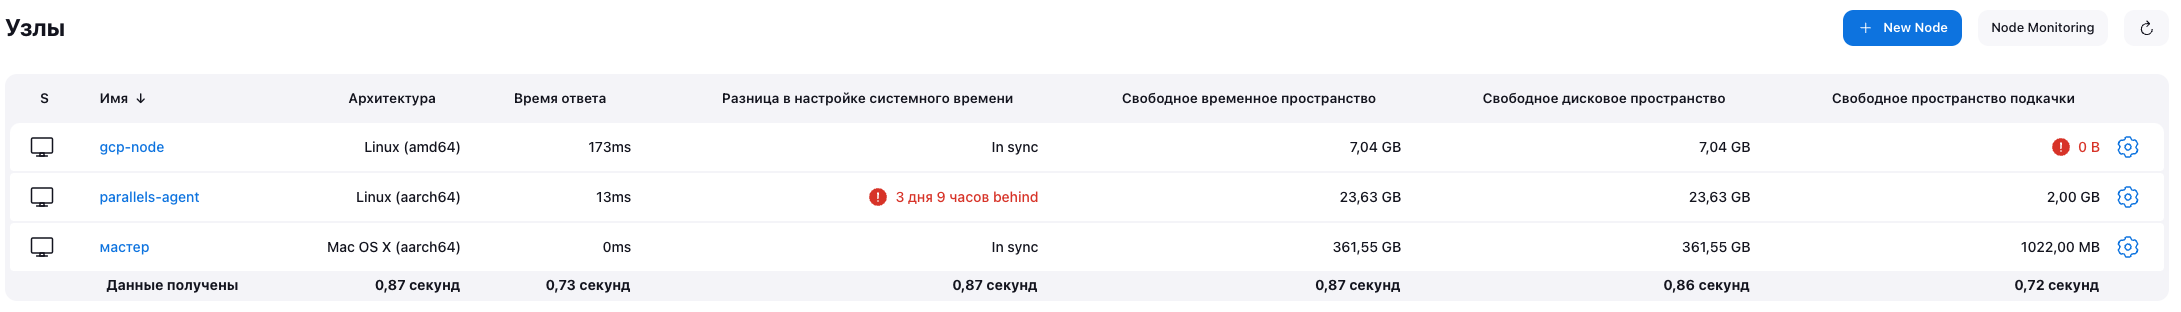 Узлы
New Node
Node Monitoring
S Имя ↓ Архитектура Время ответа Разница в настройке системного времени Свободное временное пространство Свободное дисковое пространство Свободное пространство подкачки
gcp-node Linux (amd64) 173ms In sync 7,04 GB 7,04 GB 0 B
parallels-agent Linux (aarch64) 13ms 3 дня 9 часов behind 23,63 GB 23,63 GB 2,00 GB
мастер Mac OS X (aarch64) 0ms In sync 361,55 GB 361,55 GB 1022,00 MB
Данные получены 0,87 секунд 0,73 секунд 0,87 секунд 0,87 секунд 0,86 секунд 0,72 секунд